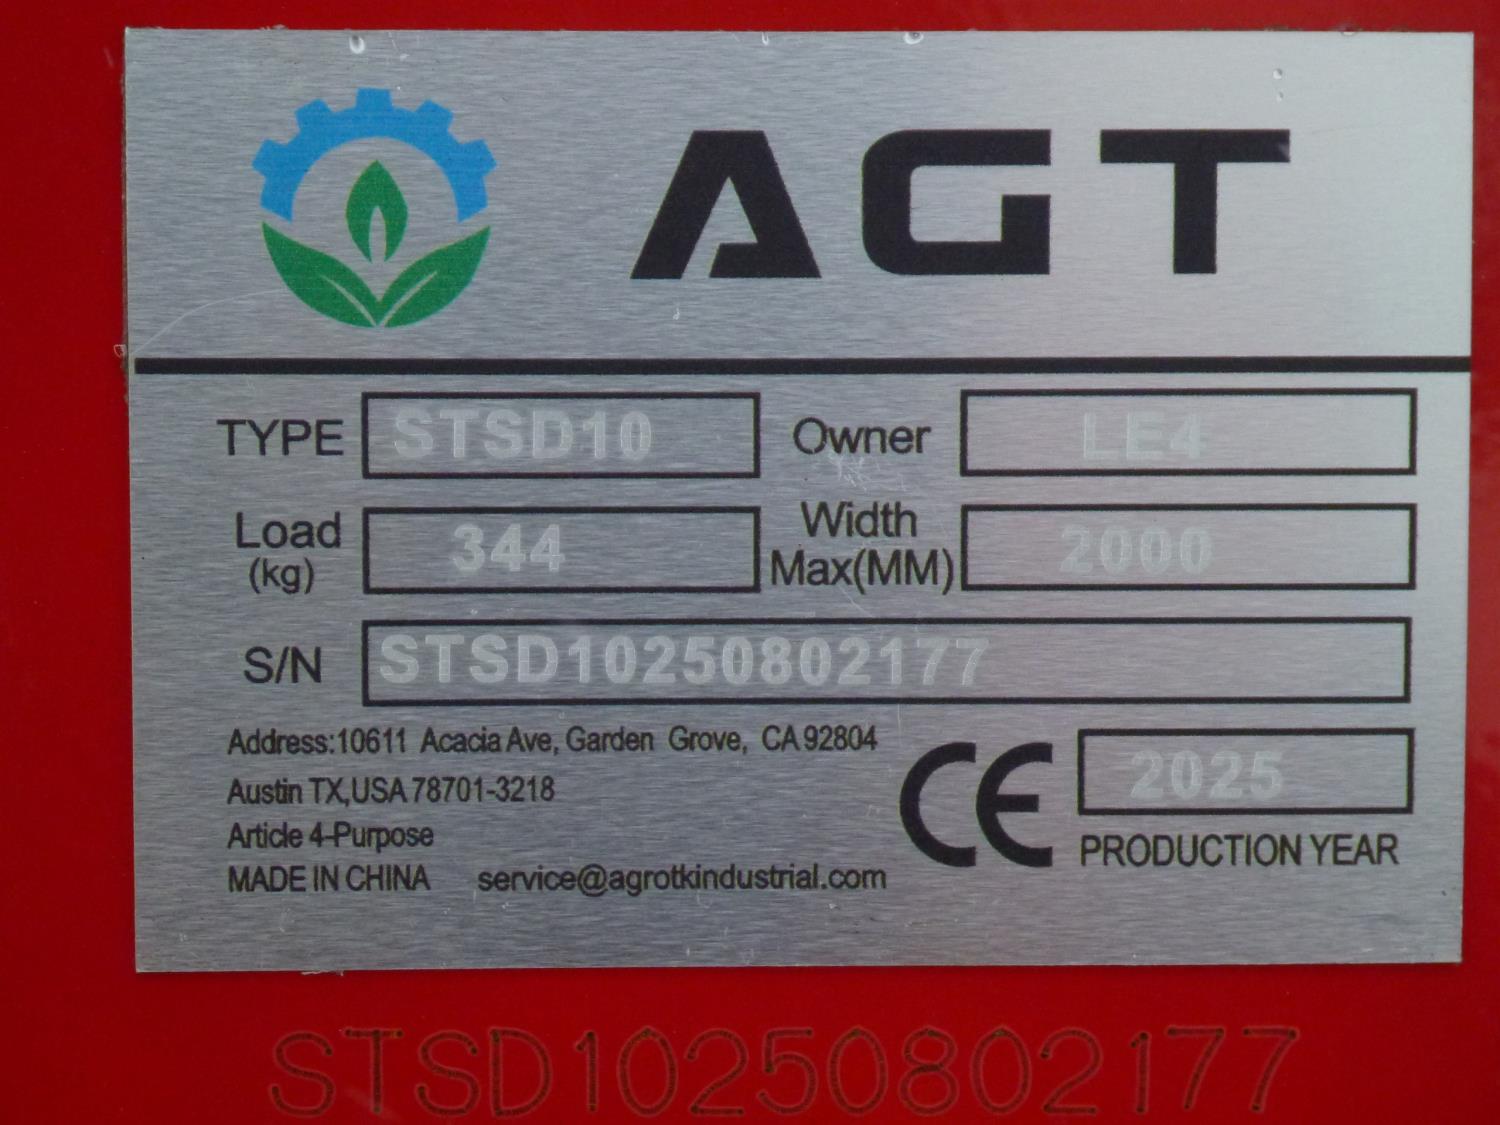 AGT
TYPE STSD10 Owner LE4
Load (kg) 344 Width Max(MM) 2000
S/N STSD10250802177
Address:10611 Acacia Ave, Garden Grove, CA 92804
Austin TX,USA 78701-3218
Article 4-Purpose
MADE IN CHINA service@agrotkindustrial.com
CE 2025
PRODUCTION YEAR
STSD10250802177